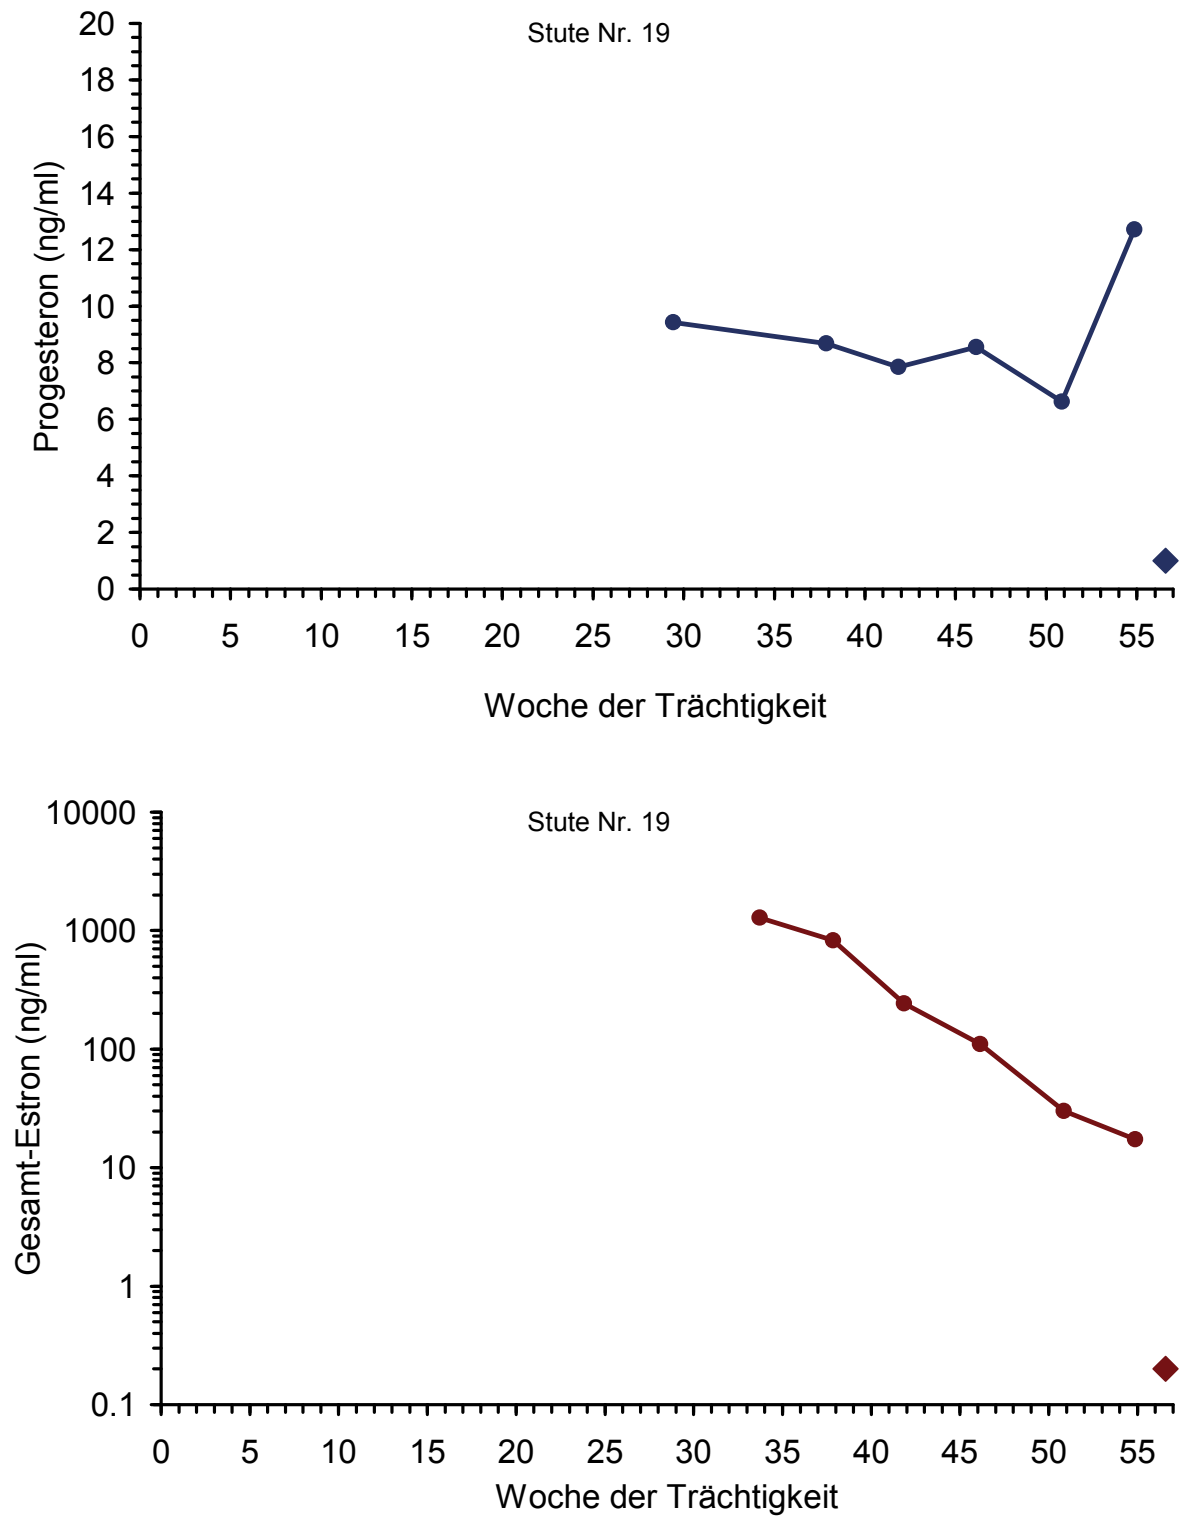 Stute Nr. 19
20
18
16
14
12
10
8
6
4
2
0
Progesteron (ng/ml)
0 5 10 15 20 25 30 35 40 45 50 55
Woche der Trächtigkeit
Stute Nr. 19
10000
1000
100
10
1
0.1
Gesamt-Estron (ng/ml)
0 5 10 15 20 25 30 35 40 45 50 55
Woche der Trächtigkeit